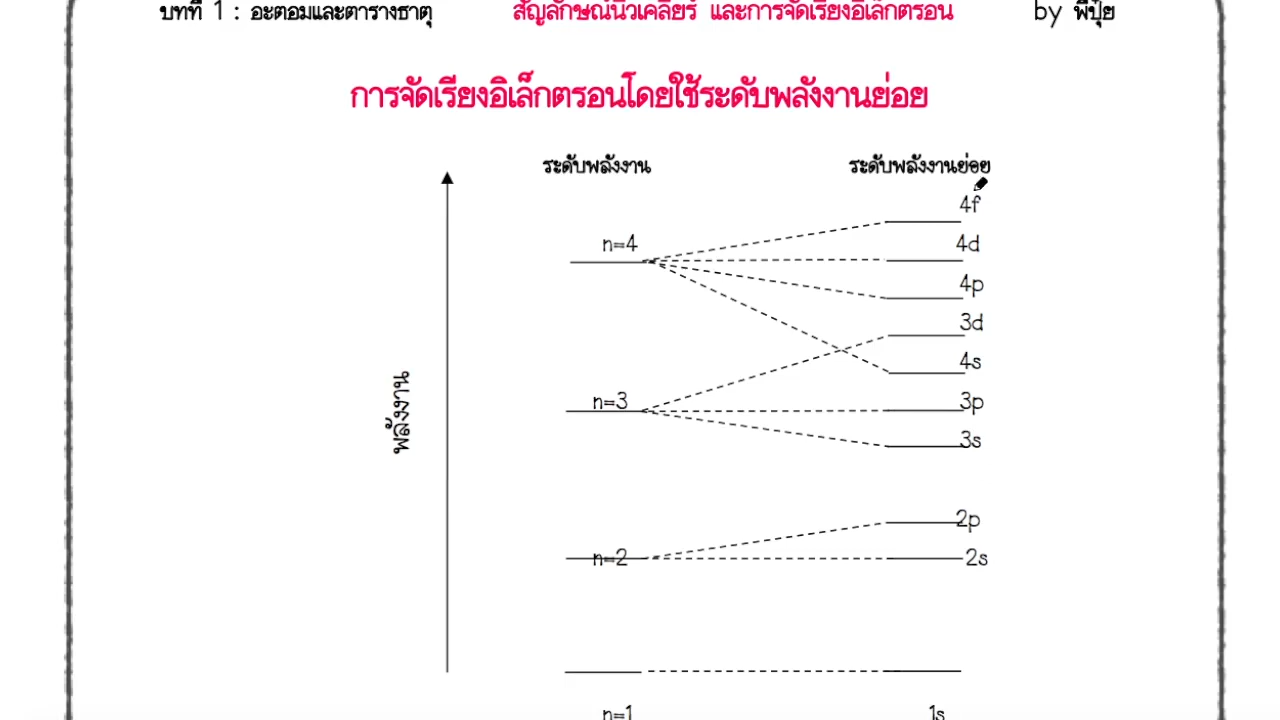 บทที่ 1 : อะตอมและตารางธาตุ สัญลักษณ์นิวเคลียร์ และการจัดเรียงอิเล็กตรอน by พี่ปุ๋ย
การจัดเรียงอิเล็กตรอนโดยใช้ระดับพลังงานย่อย
ระดับพลังงาน ระดับพลังงานย่อย
4f
n=4 4d
4p
3d
4s
n=3 3p
3s
พลังงาน
2p
n=2 2s
n=1 1s